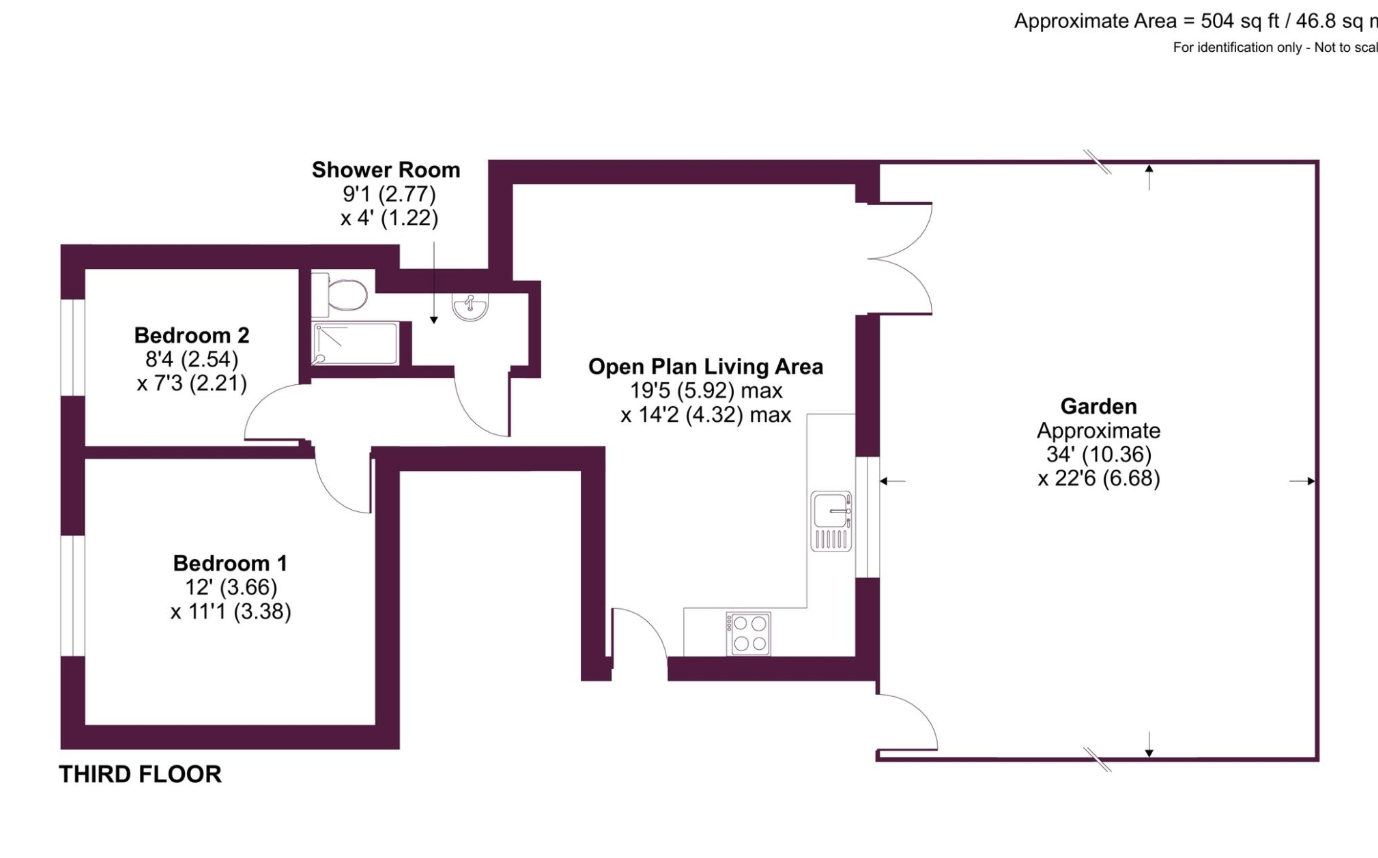 Approximate Area = 504 sq ft / 46.8 sq
For identification only - Not to
Shower Room
9'1 (2.77)
x 4' (1.22)
Bedroom 2
8'4 (2.54)
x 7'3 (2.21)
Open Plan Living Area
19'5 (5.92) max
x 14'2 (4.32) max
Garden
Approximate
34' (10.36)
x 22'6 (6.68)
Bedroom 1
12' (3.66)
x 11'1 (3.38)
THIRD FLOOR